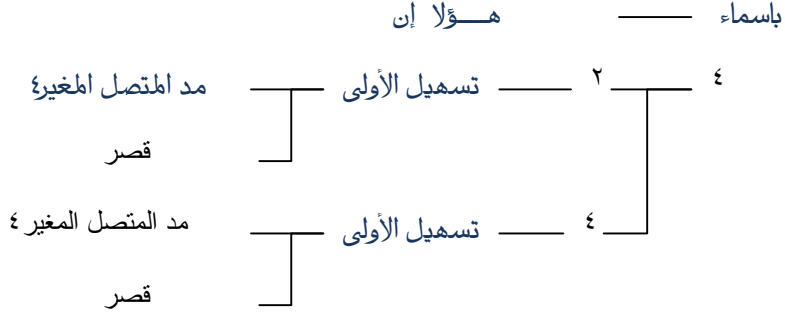 باسماء هـــؤلا إن
٤ ٢ تسهيل الأولى مد المتصل المغير٤
قصر
٤ تسهيل الأولى مد المتصل المغير ٤
قصر